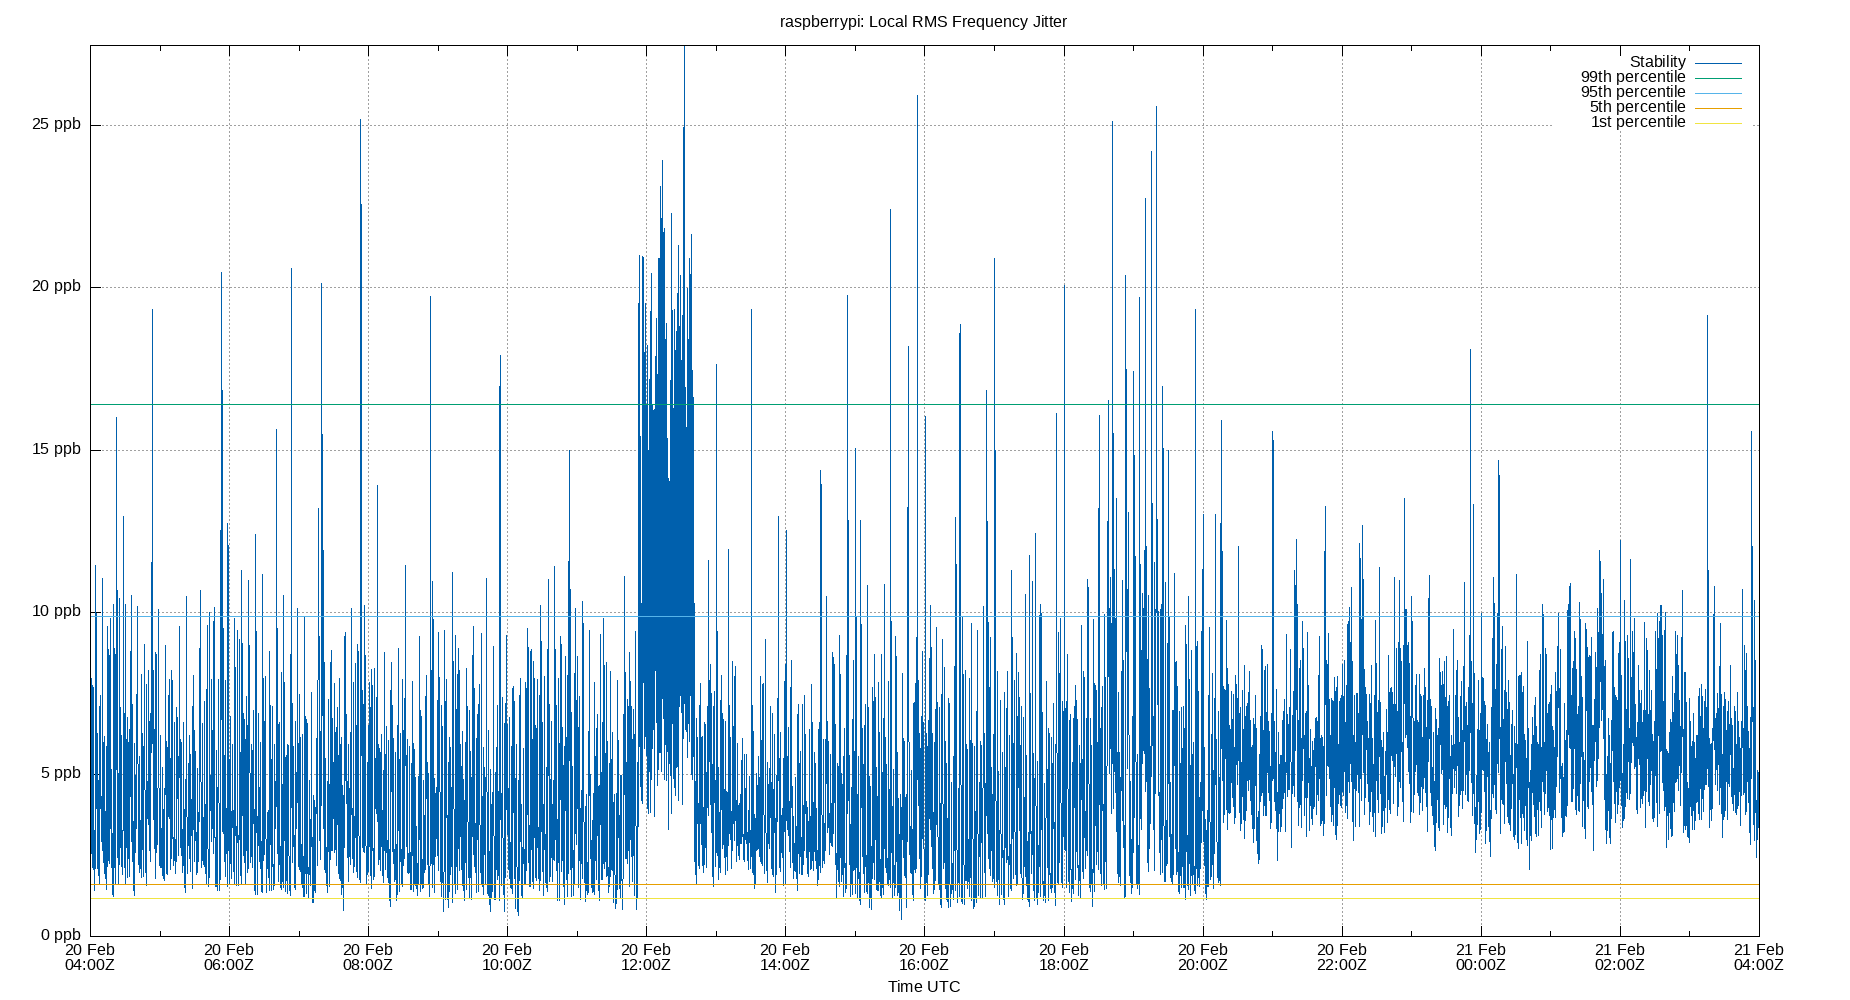 raspberrypi: Local RMS Frequency Jitter
Stability
99th percentile
95th percentile
5th percentile
1st percentile
25 ppb
20 ppb
15 ppb
10 ppb
5 ppb
0 ppb
20 Feb 20 Feb 20 Feb 20 Feb 20 Feb 20 Feb 20 Feb 20 Feb 20 Feb 20 Feb 21 Feb 21 Feb 21 Feb
04:00Z 06:00Z 08:00Z 10:00Z 12:00Z 14:00Z 16:00Z 18:00Z 20:00Z 22:00Z 00:00Z 02:00Z 04:00Z
Time UTC